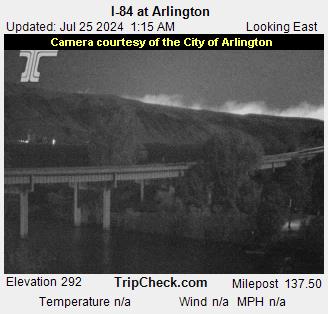 I-84 at Arlington
Updated: Jul 25 2024 1:15 AM Looking East
Camera courtesy of the City of Arlington
Elevation 292 TripCheck.com Milepost 137.50
Temperature n/a Wind n/a MPH n/a